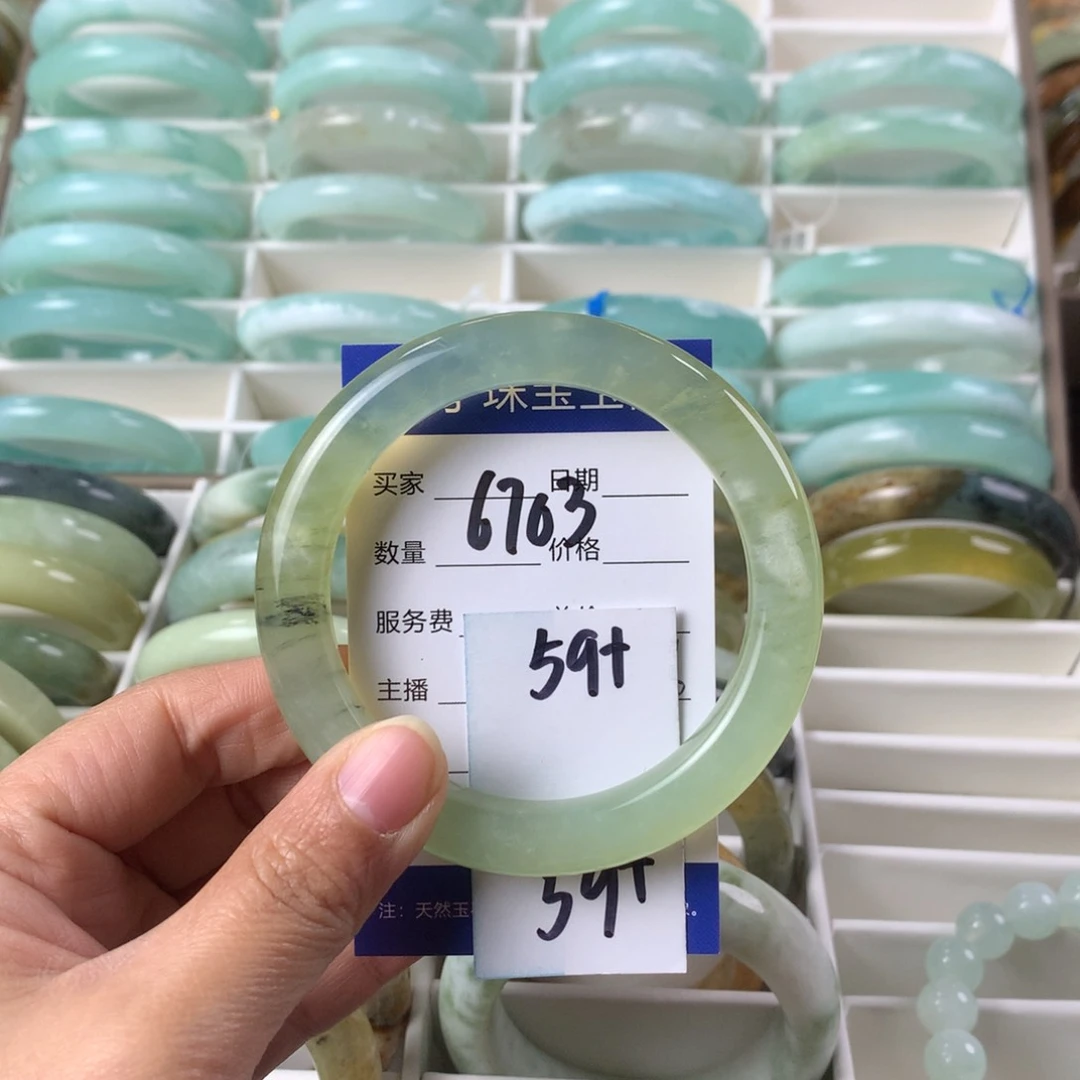 珠宝玉
买家 日期
6703
数量 价格
服务费
59+
主播
59+
注：天然玉